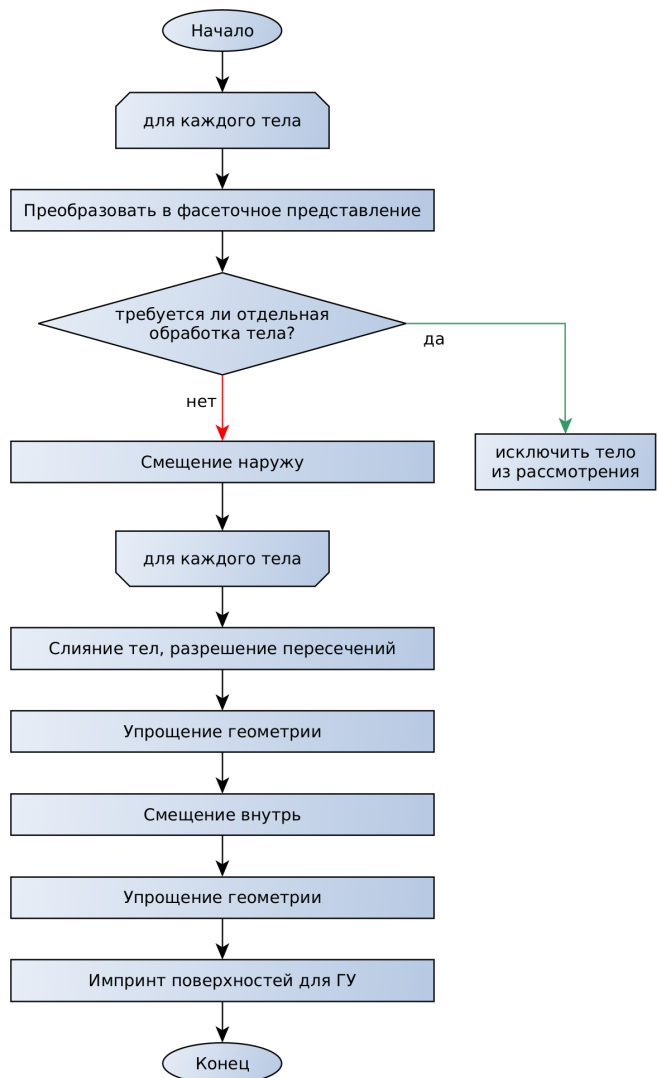 Начало
для каждого тела
Преобразовать в фасеточное представление
требуется ли отдельная
обработка тела?
да
нет
исключить тело
из рассмотрения
Смещение наружу
для каждого тела
Слияние тел, разрешение пересечений
Упрощение геометрии
Смещение внутрь
Упрощение геометрии
Импринт поверхностей для ГУ
Конец